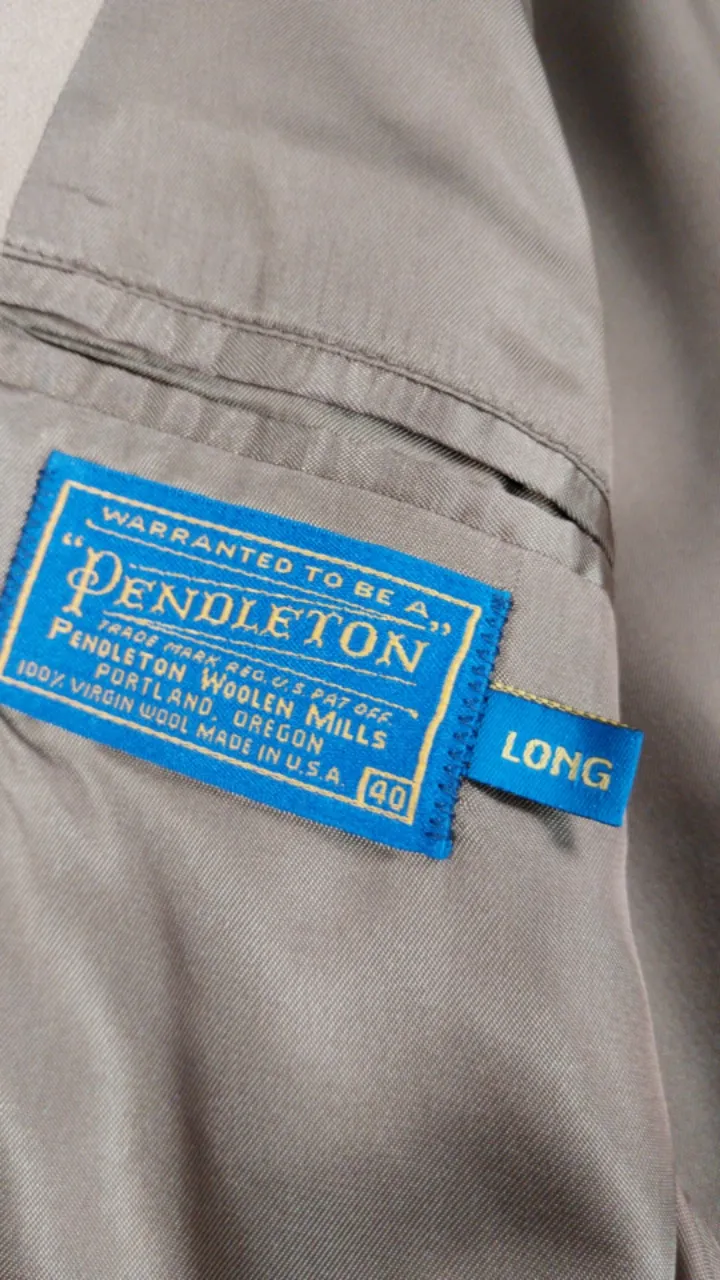 WARRANTED TO BE A
"PENDLETON"
TRADE MARK REG. U.S. PAT OFF.
PENDLETON WOOLEN MILLS
PORTLAND, OREGON
100% VIRGIN WOOL MADE IN U.S.A.
40
LONG